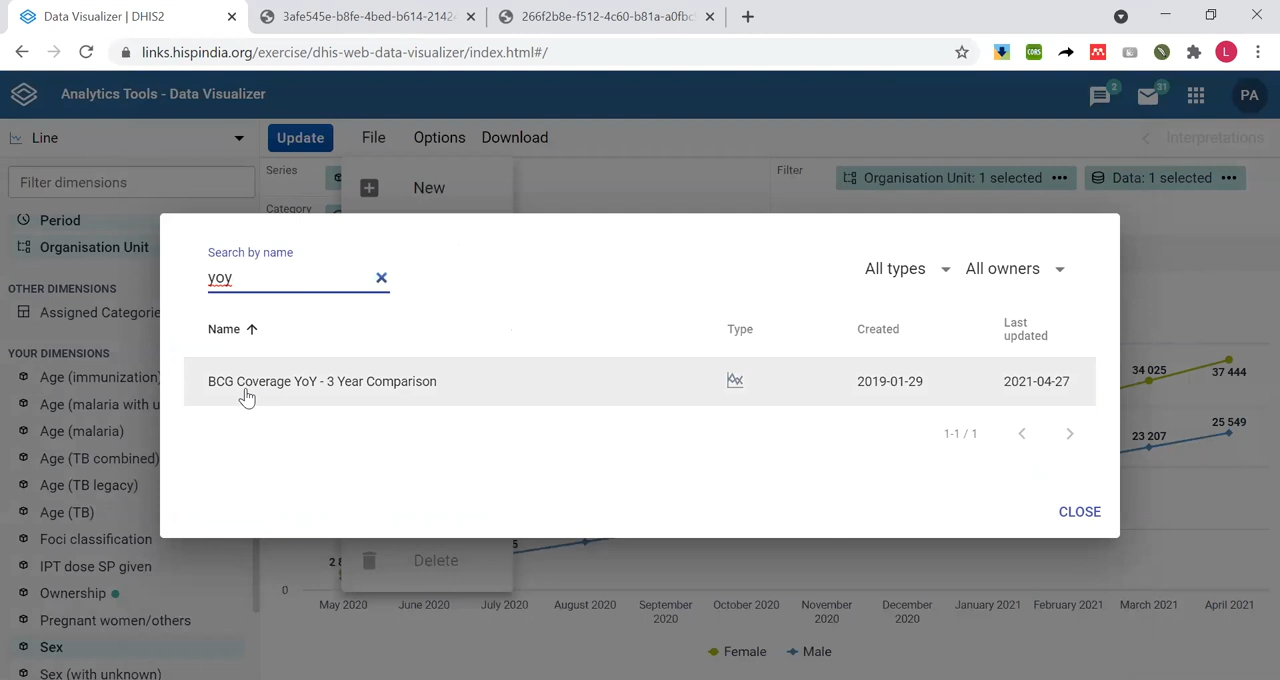 Data Visualizer | DHIS2
3afe545e-b8fe-4bed-b614-21424
266f2b8e-f512-4c60-b81a-a0fbc
links.hispindia.org/exercise/dhis-web-data-visualizer/index.html#/
CORS
L
Analytics Tools - Data Visualizer
2
31
PA
Line
Update
File
Options
Download
Interpretations
Filter dimensions
Series
Filter
Organisation Unit: 1 selected
Data: 1 selected
New
Category
Period
Organisation Unit
OTHER DIMENSIONS
Assigned Categorie
YOUR DIMENSIONS
Age (immunization)
Age (malaria with u
Age (malaria)
Age (TB combined)
Age (TB legacy)
Age (TB)
Foci classification
IPT dose SP given
Ownership
Pregnant women/others
Sex
Sex (with unknown)
Search by name
yoy
All types
All owners
Name
Type
Created
Last
updated
BCG Coverage YoY - 3 Year Comparison
2019-01-29
2021-04-27
1-1 / 1
CLOSE
34 025
37 444
23 207
25 549
Delete
0
May 2020
June 2020
July 2020
August 2020
September
2020
October 2020
November
2020
December
2020
January 2021
February 2021
March 2021
April 2021
Female
Male